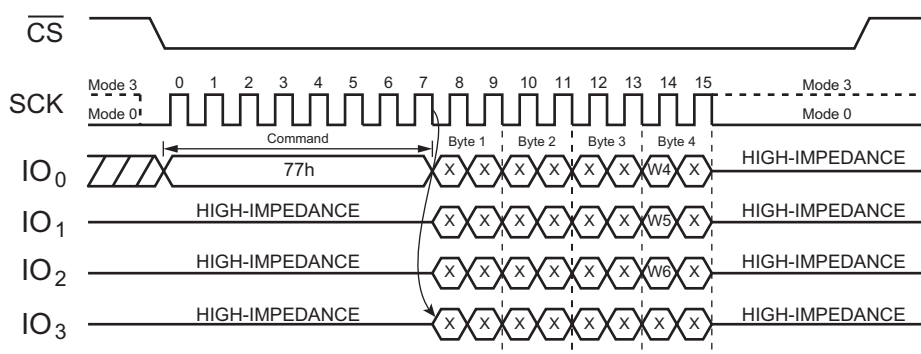 CS
Mode 3 0 1 2 3 4 5 6 7 8 9 10 11 12 13 14 15 Mode 3
SCK
Mode 0 Mode 0
Command Byte 1 Byte 2 Byte 3 Byte 4
IO0 77h X X X X X X W4 X HIGH-IMPEDANCE
IO1 HIGH-IMPEDANCE X X X X X X W5 X HIGH-IMPEDANCE
IO2 HIGH-IMPEDANCE X X X X X X W6 X HIGH-IMPEDANCE
IO3 HIGH-IMPEDANCE X X X X X X X X HIGH-IMPEDANCE